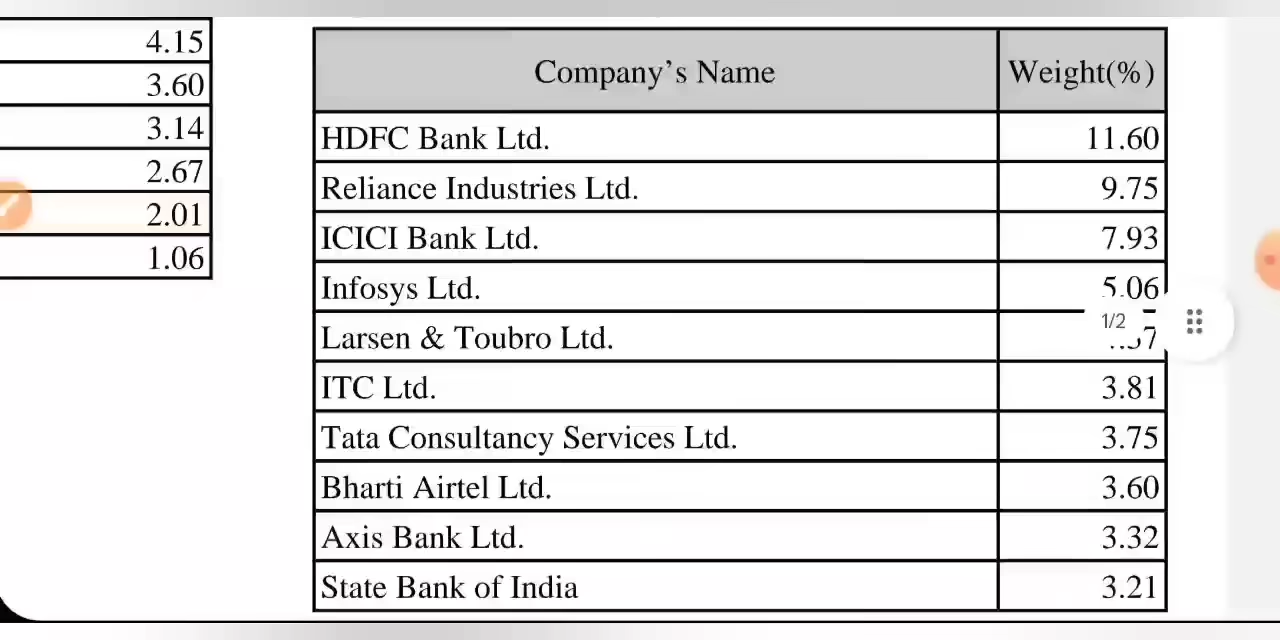 4.15
3.60
3.14
2.67
2.01
1.06
Company’s Name Weight(%)
HDFC Bank Ltd. 11.60
Reliance Industries Ltd. 9.75
ICICI Bank Ltd. 7.93
Infosys Ltd. 5.06
1/2
Larsen & Toubro Ltd.
ITC Ltd. 3.81
Tata Consultancy Services Ltd. 3.75
Bharti Airtel Ltd. 3.60
Axis Bank Ltd. 3.32
State Bank of India 3.21